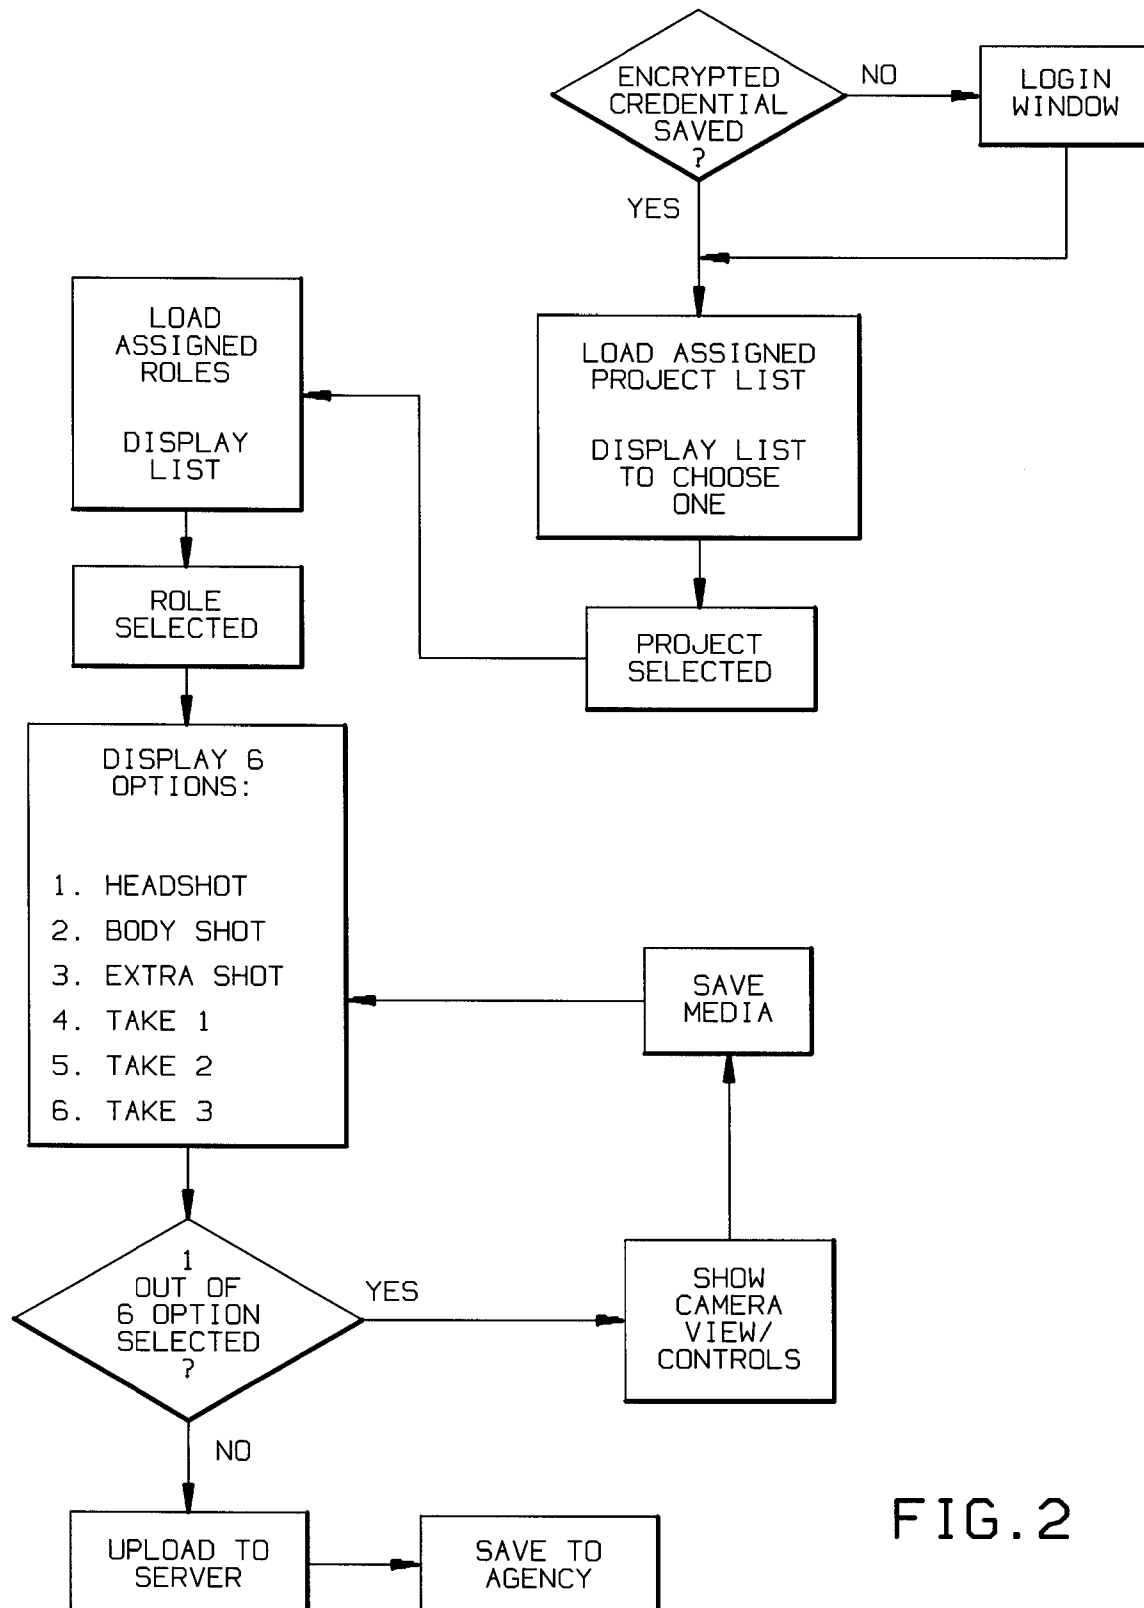 ENCRYPTED
CREDENTIAL
SAVED
?
NO
LOGIN
WINDOW
YES
LOAD ASSIGNED
PROJECT LIST
DISPLAY LIST
TO CHOOSE
ONE
PROJECT
SELECTED
LOAD
ASSIGNED
ROLES
DISPLAY
LIST
ROLE
SELECTED
DISPLAY 6
OPTIONS:
1. HEADSHOT
2. BODY SHOT
3. EXTRA SHOT
4. TAKE 1
5. TAKE 2
6. TAKE 3
1
OUT OF
6 OPTION
SELECTED
?
YES
SHOW
CAMERA
VIEW/
CONTROLS
SAVE
MEDIA
NO
UPLOAD TO
SERVER
SAVE TO
AGENCY
FIG.2